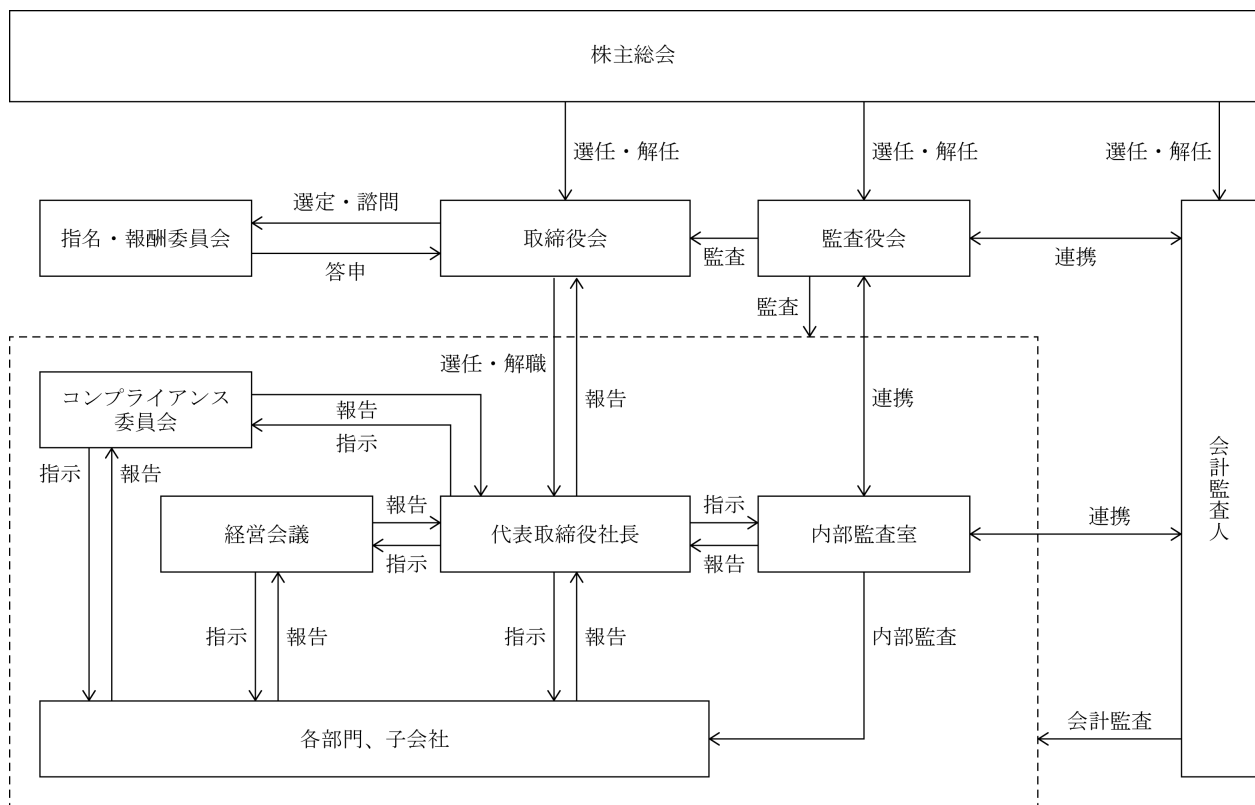 株主総会
選任・解任
選任・解任
選任・解任
選定・諮問
指名・報酬委員会
取締役会
監査役会
監査
連携
答申
監査
選任・解職
報告
連携
コンプライアンス
委員会
報告
指示
指示
報告
会計監査人
経営会議
報告
指示
代表取締役社長
指示
報告
内部監査室
連携
指示
報告
指示
報告
内部監査
各部門、子会社
会計監査